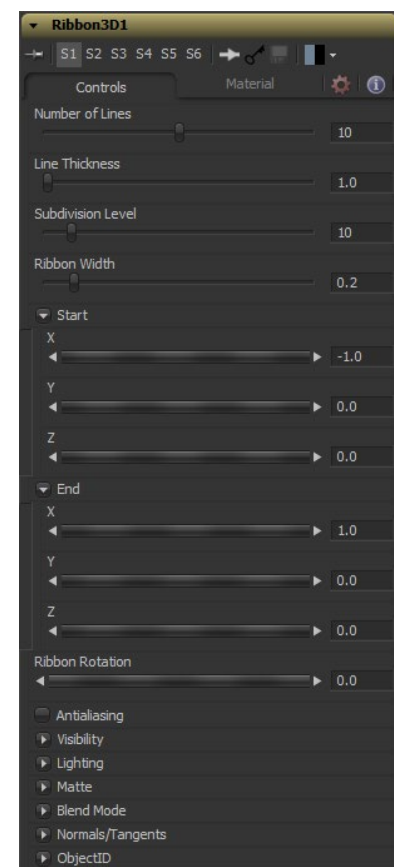 Ribbon3D1
S1 S2 S3 S4 S5 S6
Controls Material
Number of Lines
10
Line Thickness
1.0
Subdivision Level
10
Ribbon Width
0.2
Start
X
-1.0
Y
0.0
Z
0.0
End
X
1.0
Y
0.0
Z
0.0
Ribbon Rotation
0.0
Antialiasing
Visibility
Lighting
Matte
Blend Mode
Normals/Tangents
ObjectID